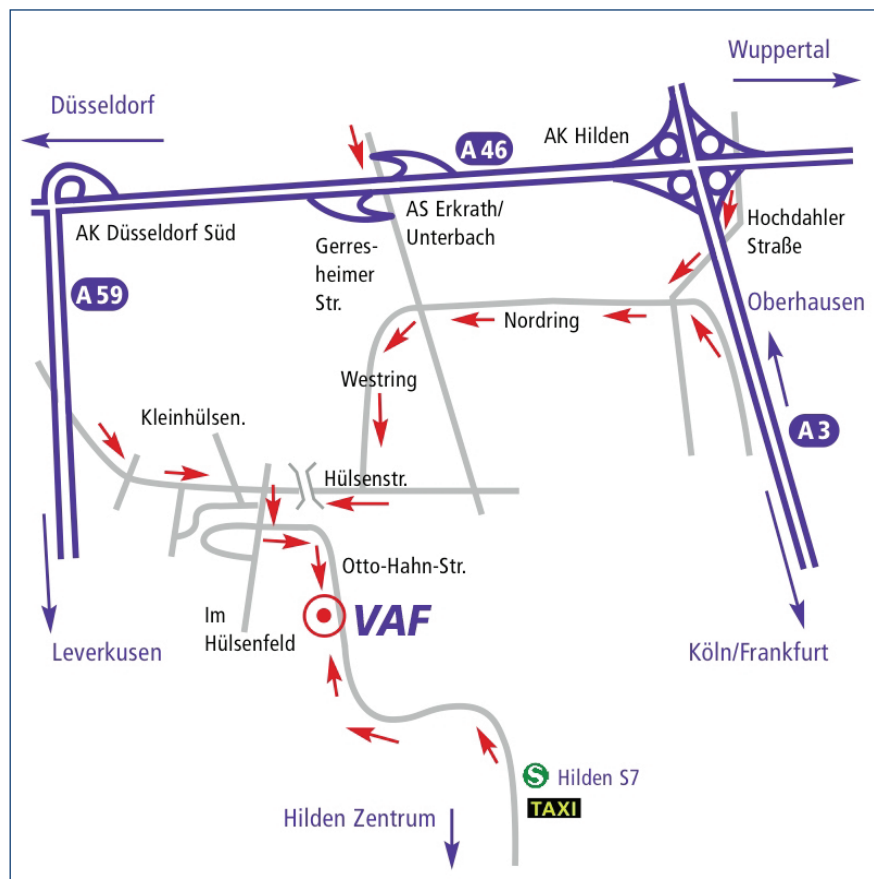 Wuppertal
Düsseldorf
AK Hilden
A 46
AS Erkrath/
Unterbach
AK Düsseldorf Süd
Hochdahler
Straße
Gerres-
heimer
Str.
A 59
Oberhausen
Nordring
Westring
Kleinhülsen.
A 3
Hülsenstr.
Otto-Hahn-Str.
Im
Hülsenfeld
VAF
Leverkusen
Köln/Frankfurt
S Hilden S7
TAXI
Hilden Zentrum